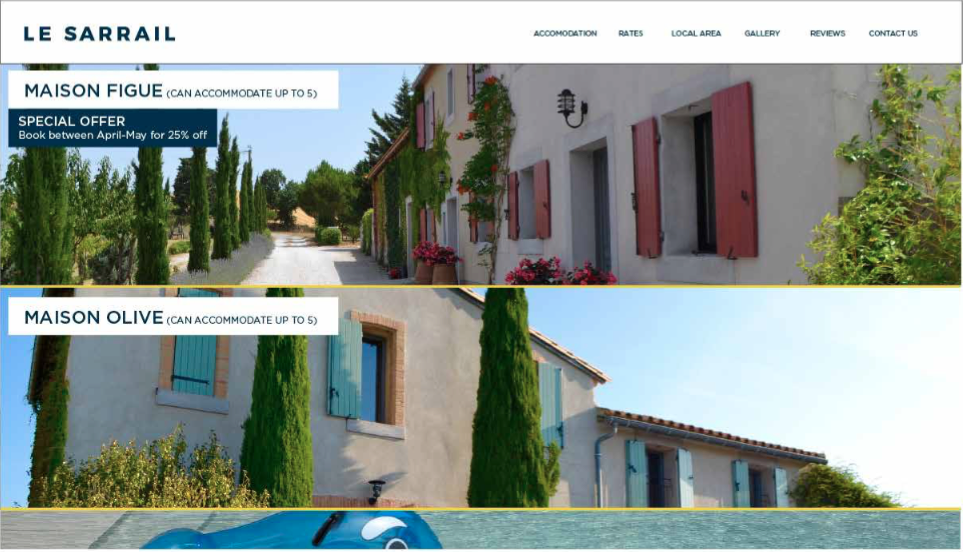 LE SARRAIL
ACCOMODATION RATES LOCAL AREA GALLERY REVIEWS CONTACT US
MAISON FIGUE (CAN ACCOMMODATE UP TO 5)
SPECIAL OFFER
Book between April-May for 25% off
MAISON OLIVE (CAN ACCOMMODATE UP TO 5)